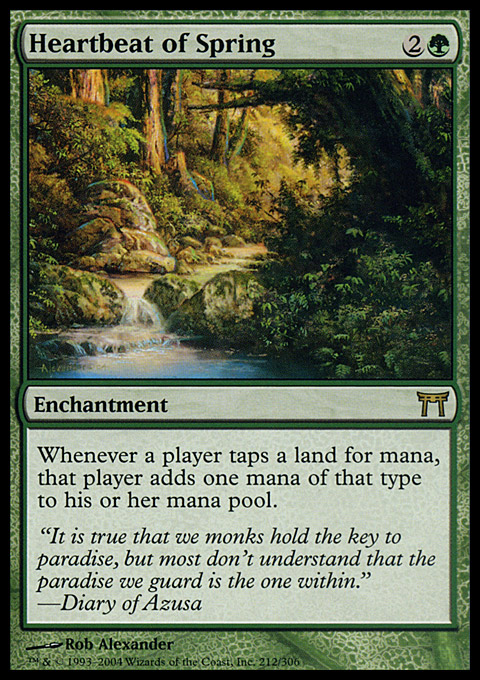 Heartbeat of Spring 2
Enchantment
Whenever a player taps a land for mana,
that player adds one mana of that type
to his or her mana pool.
“It is true that we monks hold the key to
paradise, but most don’t understand that the
paradise we guard is the one within.”
—Diary of Azusa
Rob Alexander
™ & © 1993–2004 Wizards of the Coast, Inc. 212/306